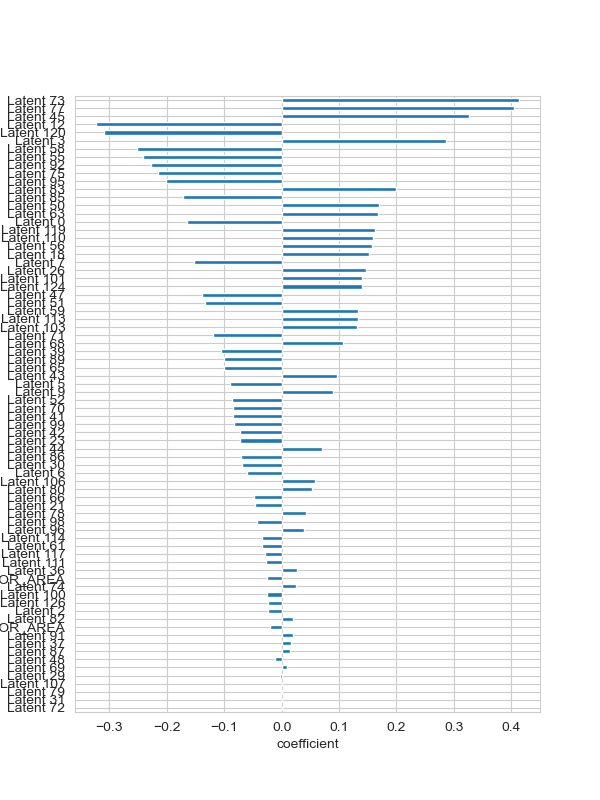 Latent 73
Latent 77
Latent 45
Latent 12
Latent 120
Latent 3
Latent 58
Latent 55
Latent 92
Latent 75
Latent 95
Latent 83
Latent 85
Latent 50
Latent 63
Latent 0
Latent 119
Latent 110
Latent 56
Latent 18
Latent 7
Latent 26
Latent 101
Latent 124
Latent 47
Latent 51
Latent 59
Latent 113
Latent 103
Latent 71
Latent 68
Latent 39
Latent 89
Latent 65
Latent 43
Latent 5
Latent 9
Latent 52
Latent 70
Latent 41
Latent 99
Latent 42
Latent 23
Latent 44
Latent 86
Latent 30
Latent 6
Latent 106
Latent 80
Latent 66
Latent 21
Latent 78
Latent 98
Latent 96
Latent 114
Latent 61
Latent 117
Latent 111
Latent 36
OR_AREA
Latent 74
Latent 100
Latent 126
Latent 2
Latent 82
OR_AREA
Latent 91
Latent 37
Latent 87
Latent 48
Latent 69
Latent 29
Latent 107
Latent 79
Latent 31
Latent 72
−0.3 −0.2 −0.1 0.0 0.1 0.2 0.3 0.4
coefficient